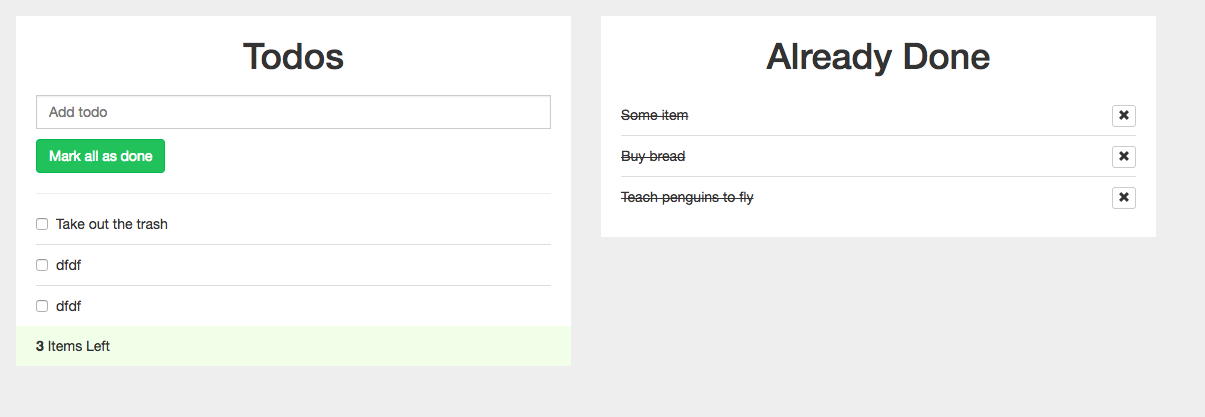 Todos
Add todo
Mark all as done
Take out the trash
dfdf
dfdf
3 Items Left
Already Done
Some item
Buy bread
Teach penguins to fly